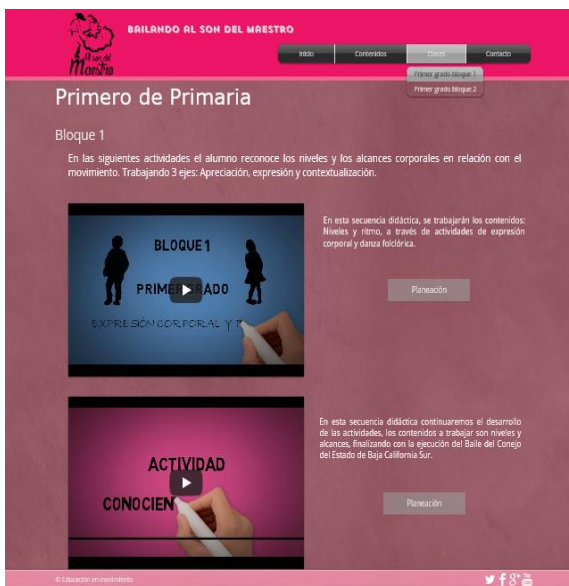 BAILANDO AL SON DEL MAESTRO
Al son del
Maestro
Inicio
Contenidos
Clases
Contacto
Primer grado bloque 1
Primer grado bloque 2
Primero de Primaria
Bloque 1
En las siguientes actividades el alumno reconoce los niveles y los alcances corporales en relación con el
movimiento. Trabajando 3 ejes: Apreciación, expresión y contextualización.
BLOQUE 1
PRIMER GRADO
EXPRESIÓN CORPORAL Y
En esta secuencia didáctica, se trabajarán los contenidos:
Niveles y ritmo, a través de actividades de expresión
corporal y danza folclórica.
Planeación
ACTIVIDAD
CONOCIEN
En esta secuencia didáctica continuaremos el desarrollo
de las actividades, los contenidos a trabajar son niveles y
alcances, finalizando con la ejecución del Baile del Conejo
del Estado de Baja California Sur.
Planeación
© Educación en movimiento